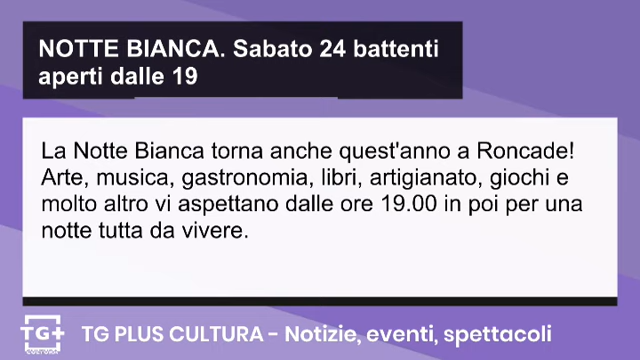 NOTTE BIANCA. Sabato 24 battenti
aperti dalle 19
La Notte Bianca torna anche quest'anno a Roncade!
Arte, musica, gastronomia, libri, artigianato, giochi e
molto altro vi aspettano dalle ore 19.00 in poi per una
notte tutta da vivere.
TG+
TG PLUS CULTURA - Notizie, eventi, spettacoli